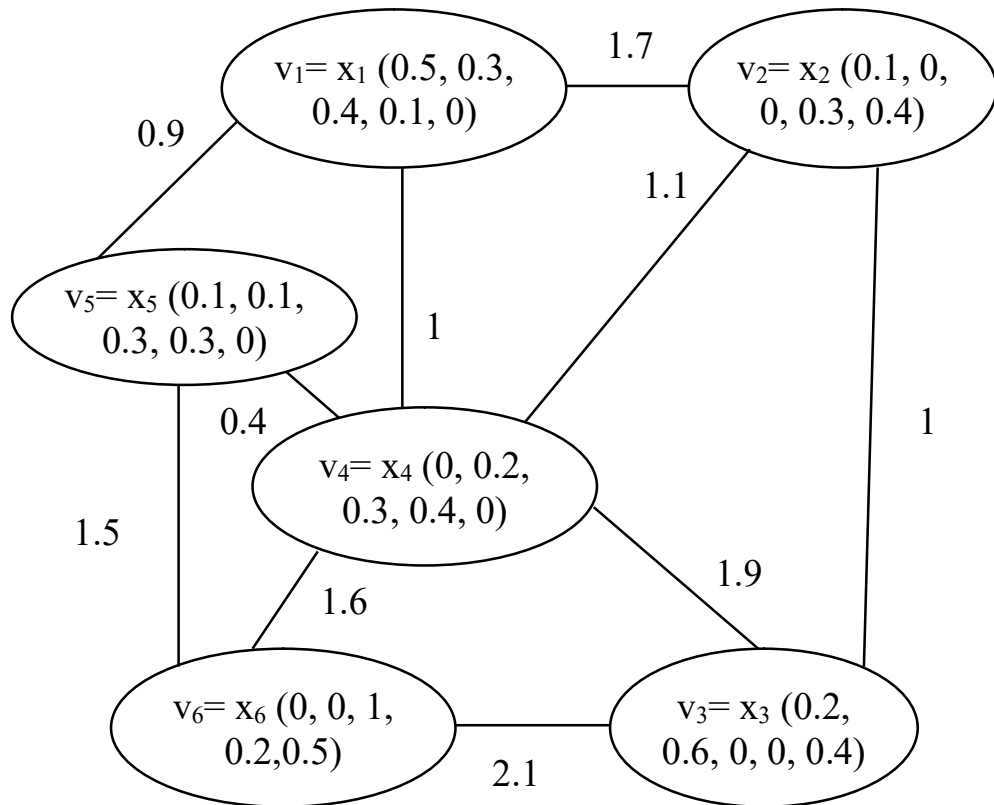 1.7
v₁= x₁ (0.5, 0.3,
0.4, 0.1, 0)
v₂= x₂ (0.1, 0,
0, 0.3, 0.4)
0.9
1.1
v₅= x₅ (0.1, 0.1,
0.3, 0.3, 0)
1
0.4
1
v₄= x₄ (0, 0.2,
0.3, 0.4, 0)
1.5
1.9
1.6
v₆= x₆ (0, 0, 1,
0.2,0.5)
v₃= x₃ (0.2,
0.6, 0, 0, 0.4)
2.1